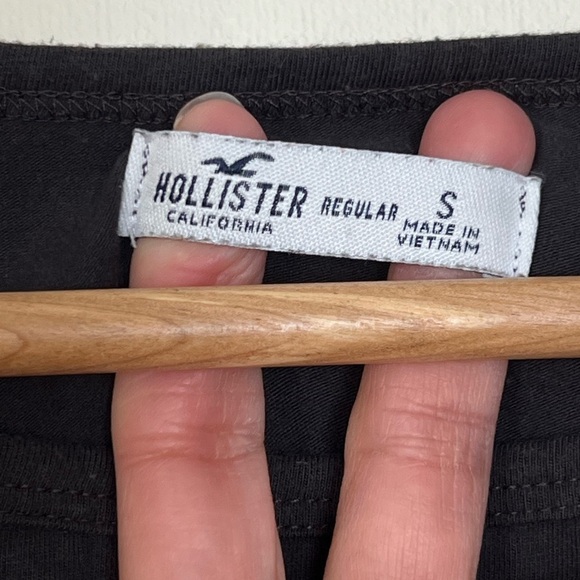 HOLLISTER REGULAR S
CALIFORNIA
MADE IN
VIETNAM